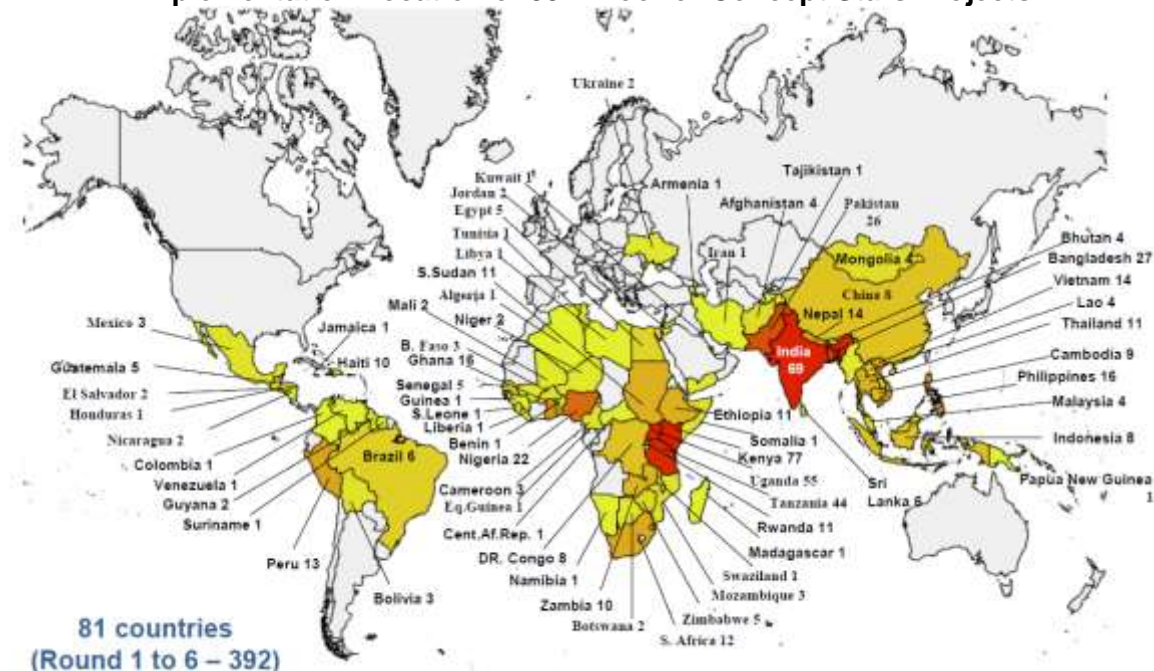 Ukraine 2
Kuwait 1
Jordan 2
Egypt 5
Tunisia 1
Libya 1
S.Sudan 11
Algeria 1
Mali 2
Niger 2
B. Faso 3
Ghana 16
Senegal 5
Guinea 1
S.Leone 1
Liberia 1
Benin 1
Nigeria 22
Cameroon 3
Eq.Guinea 1
Cent.Af.Rep. 1
DR. Congo 8
Namibia 1
Zambia 10
Botswana 2
S. Africa 12
Zimbabwe 5
Mozambique 3
Swaziland 1
Madagascar 1
Rwanda 11
Tanzania 44
Uganda 55
Kenya 77
Somalia 1
Ethiopia 11
Armenia 1
Tajikistan 1
Afghanistan 4
Pakistan
26
Iran 1
Mongolia 4
China 8
Nepal 14
India
69
Bhutan 4
Bangladesh 27
Vietnam 14
Lao 4
Thailand 11
Cambodia 9
Philippines 16
Malaysia 4
Indonesia 8
Papua New Guinea
1
Sri
Lanka 6
Mexico 3
Jamaica 1
Haiti 10
Guatemala 5
El Salvador 2
Honduras 1
Nicaragua 2
Colombia 1
Venezuela 1
Guyana 2
Suriname 1
Brazil 6
Peru 13
Bolivia 3
81 countries
(Round 1 to 6 – 392)